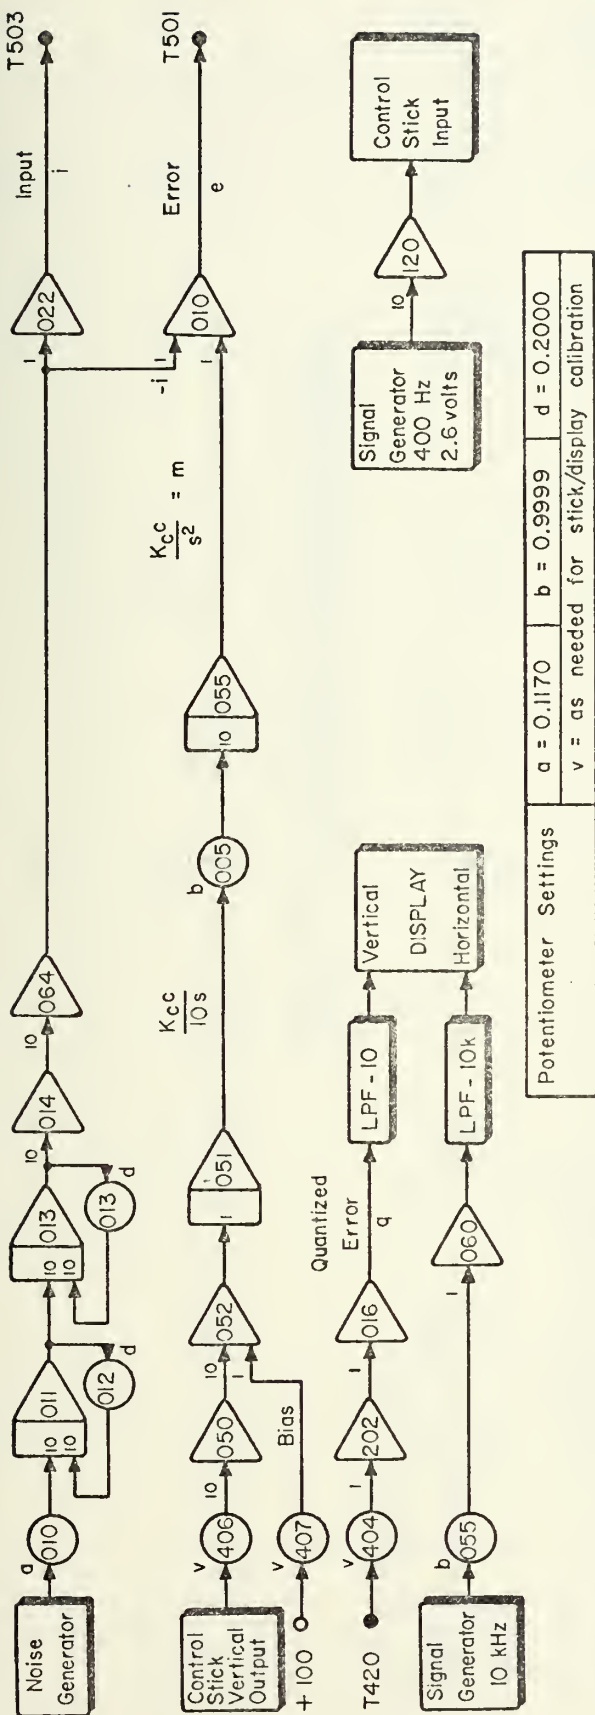 Noise
Generator
a
010
10
10
011
012
d
10
10
013
013
d
10
014
10
064
1
022
Input
i
T503
Control
Stick
Vertical
Output
v
406
10
050
10
1
052
1
051
K_c c / 10s
b
005
10
055
K_c c / s² = m
-i
1
1
010
Error
e
T501
+100
v
407
Bias
T420
v
404
1
202
1
016
Quantized
Error
q
LPF-10
Vertical
DISPLAY
Horizontal
Signal
Generator
10 kHz
b
055
1
060
LPF-10k
Signal
Generator
400 Hz
2.6 volts
10
120
Control
Stick
Input
Potentiometer Settings
a = 0.1170
b = 0.9999
d = 0.2000
v = as needed for stick/display calibration